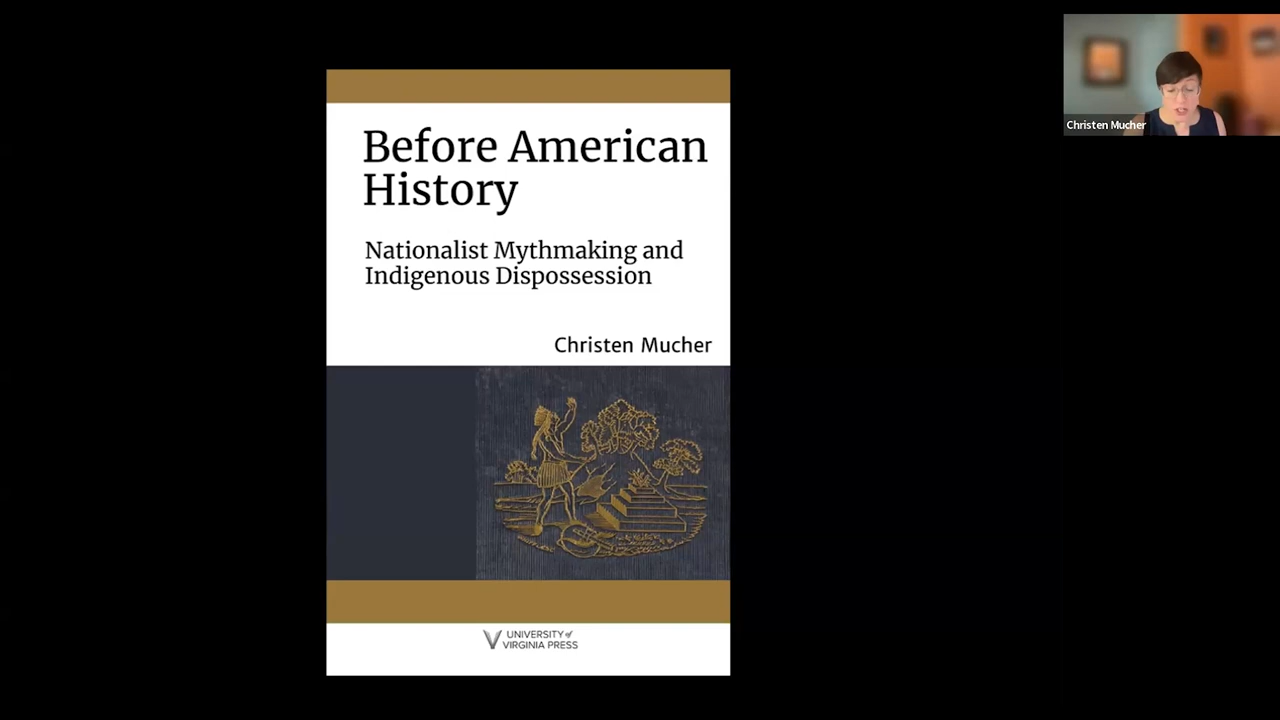 Before American
History
Nationalist Mythmaking and
Indigenous Dispossession
Christen Mucher
UNIVERSITY of
VIRGINIA PRESS
Christen Mucher